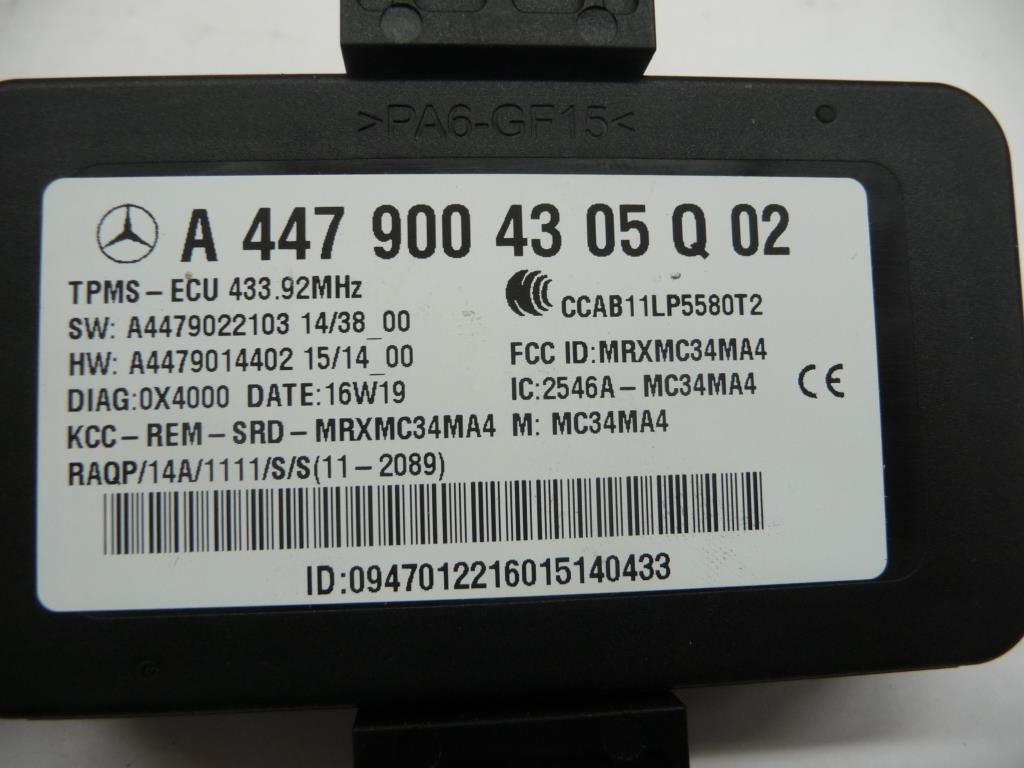 >PA6-GF15<
A 447 900 43 05 Q 02
TPMS-ECU 433.92MHz
CCAB11LP5580T2
SW: A4479022103 14/38_00
HW: A4479014402 15/14_00
FCC ID:MRXMC34MA4
DIAG:0X4000 DATE:16W19
IC:2546A-MC34MA4
CE
KCC-REM-SRD-MRXMC34MA4 M: MC34MA4
RAQP/14A/1111/S/S(11-2089)
ID:0947012216015140433